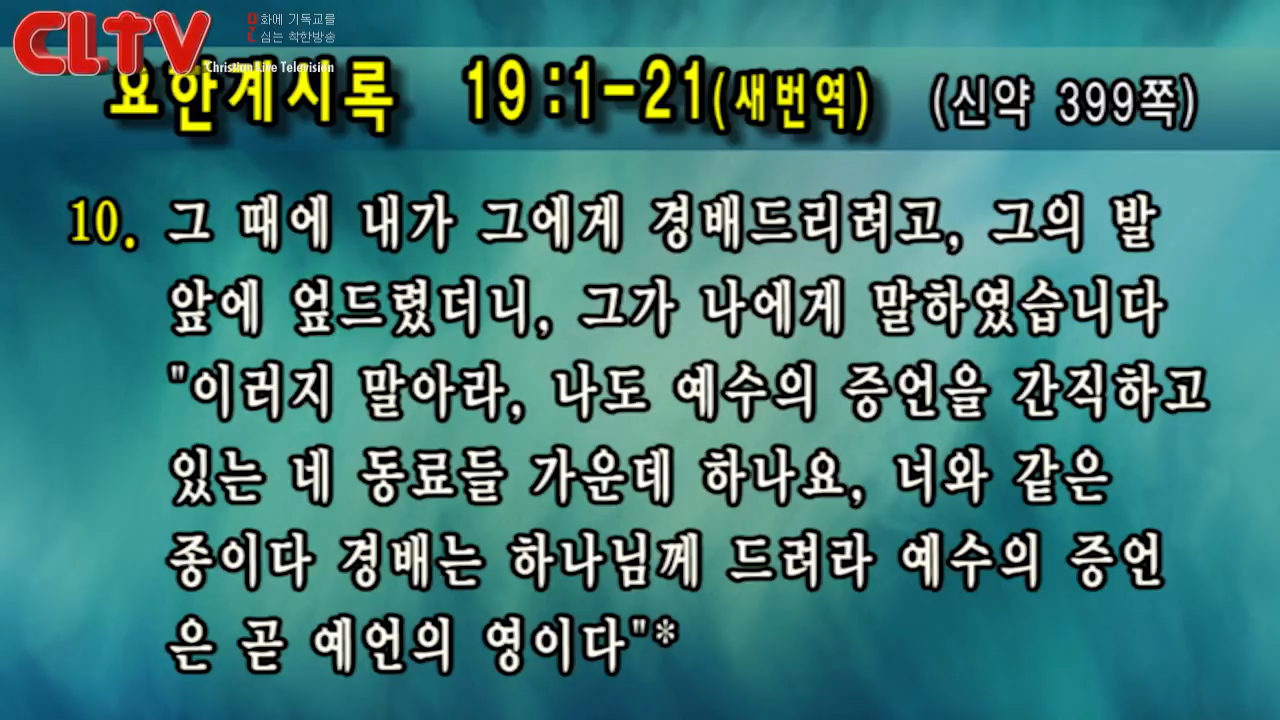 CLTV
문화에 기독교를
심는 착한방송
Christian Live Television
요한계시록 19:1-21(새번역) (신약 399쪽)
10. 그 때에 내가 그에게 경배드리려고, 그의 발
앞에 엎드렸더니, 그가 나에게 말하였습니다
"이러지 말아라, 나도 예수의 증언을 간직하고
있는 네 동료들 가운데 하나요, 너와 같은
종이다 경배는 하나님께 드려라 예수의 증언
은 곧 예언의 영이다"*